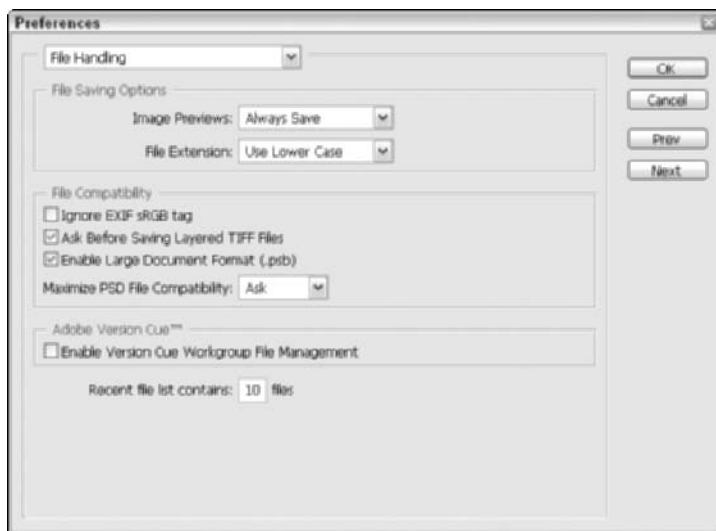 Preferences
File Handling
OK
Cancel
Prev
Next
File Saving Options
Image Previews: Always Save
File Extension: Use Lower Case
File Compatibility
Ignore EXIF sRGB tag
Ask Before Saving Layered TIFF Files
Enable Large Document Format (.psb)
Maximize PSD File Compatibility: Ask
Adobe Version Cue™
Enable Version Cue Workgroup File Management
Recent file list contains: 10 files